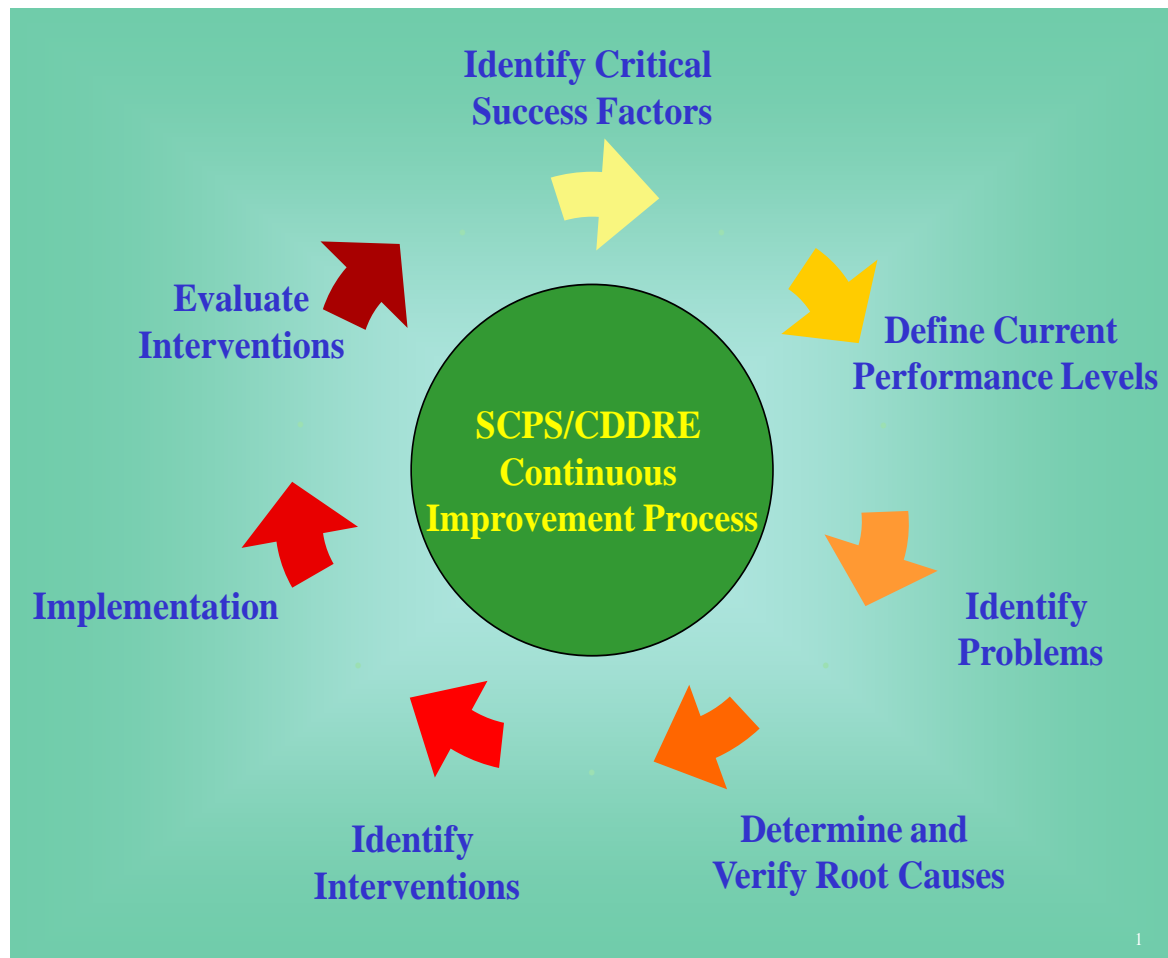 Identify Critical
Success Factors
Define Current
Performance Levels
Identify
Problems
Determine and
Verify Root Causes
Identify
Interventions
Implementation
Evaluate
Interventions
SCPS/CDDRE
Continuous
Improvement Process
1